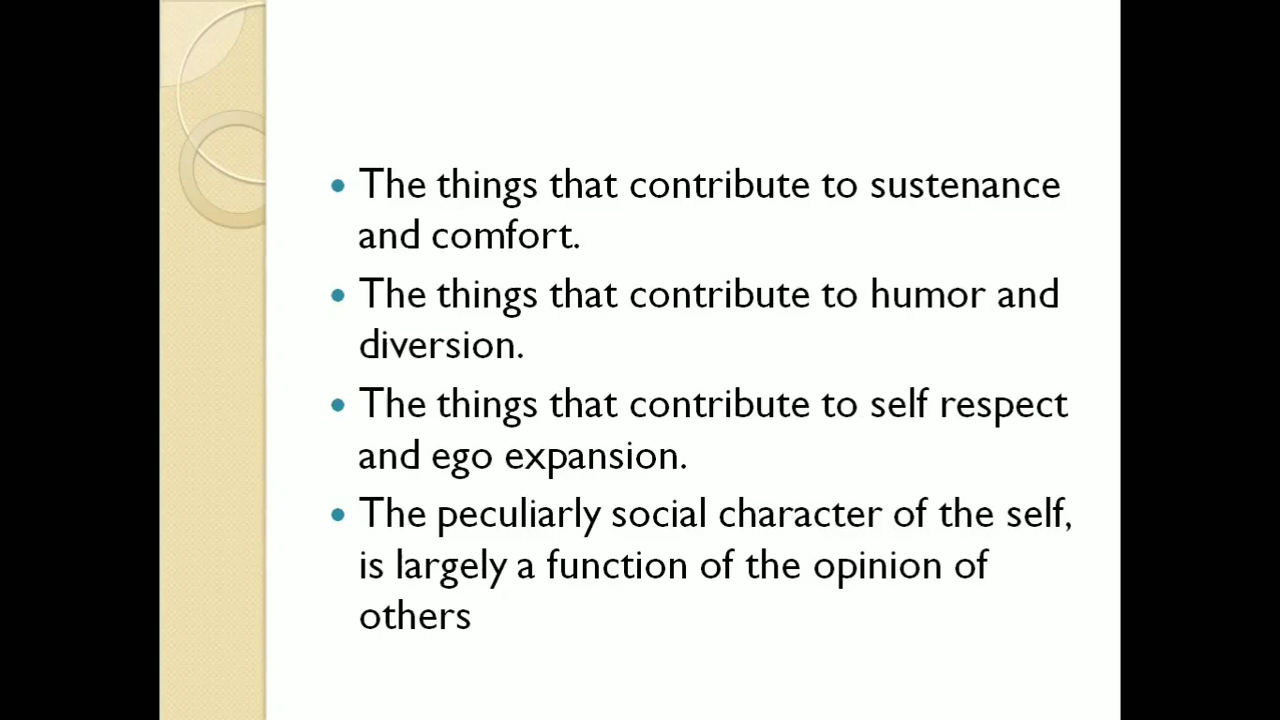 • The things that contribute to sustenance
and comfort.
• The things that contribute to humor and
diversion.
• The things that contribute to self respect
and ego expansion.
• The peculiarly social character of the self,
is largely a function of the opinion of
others